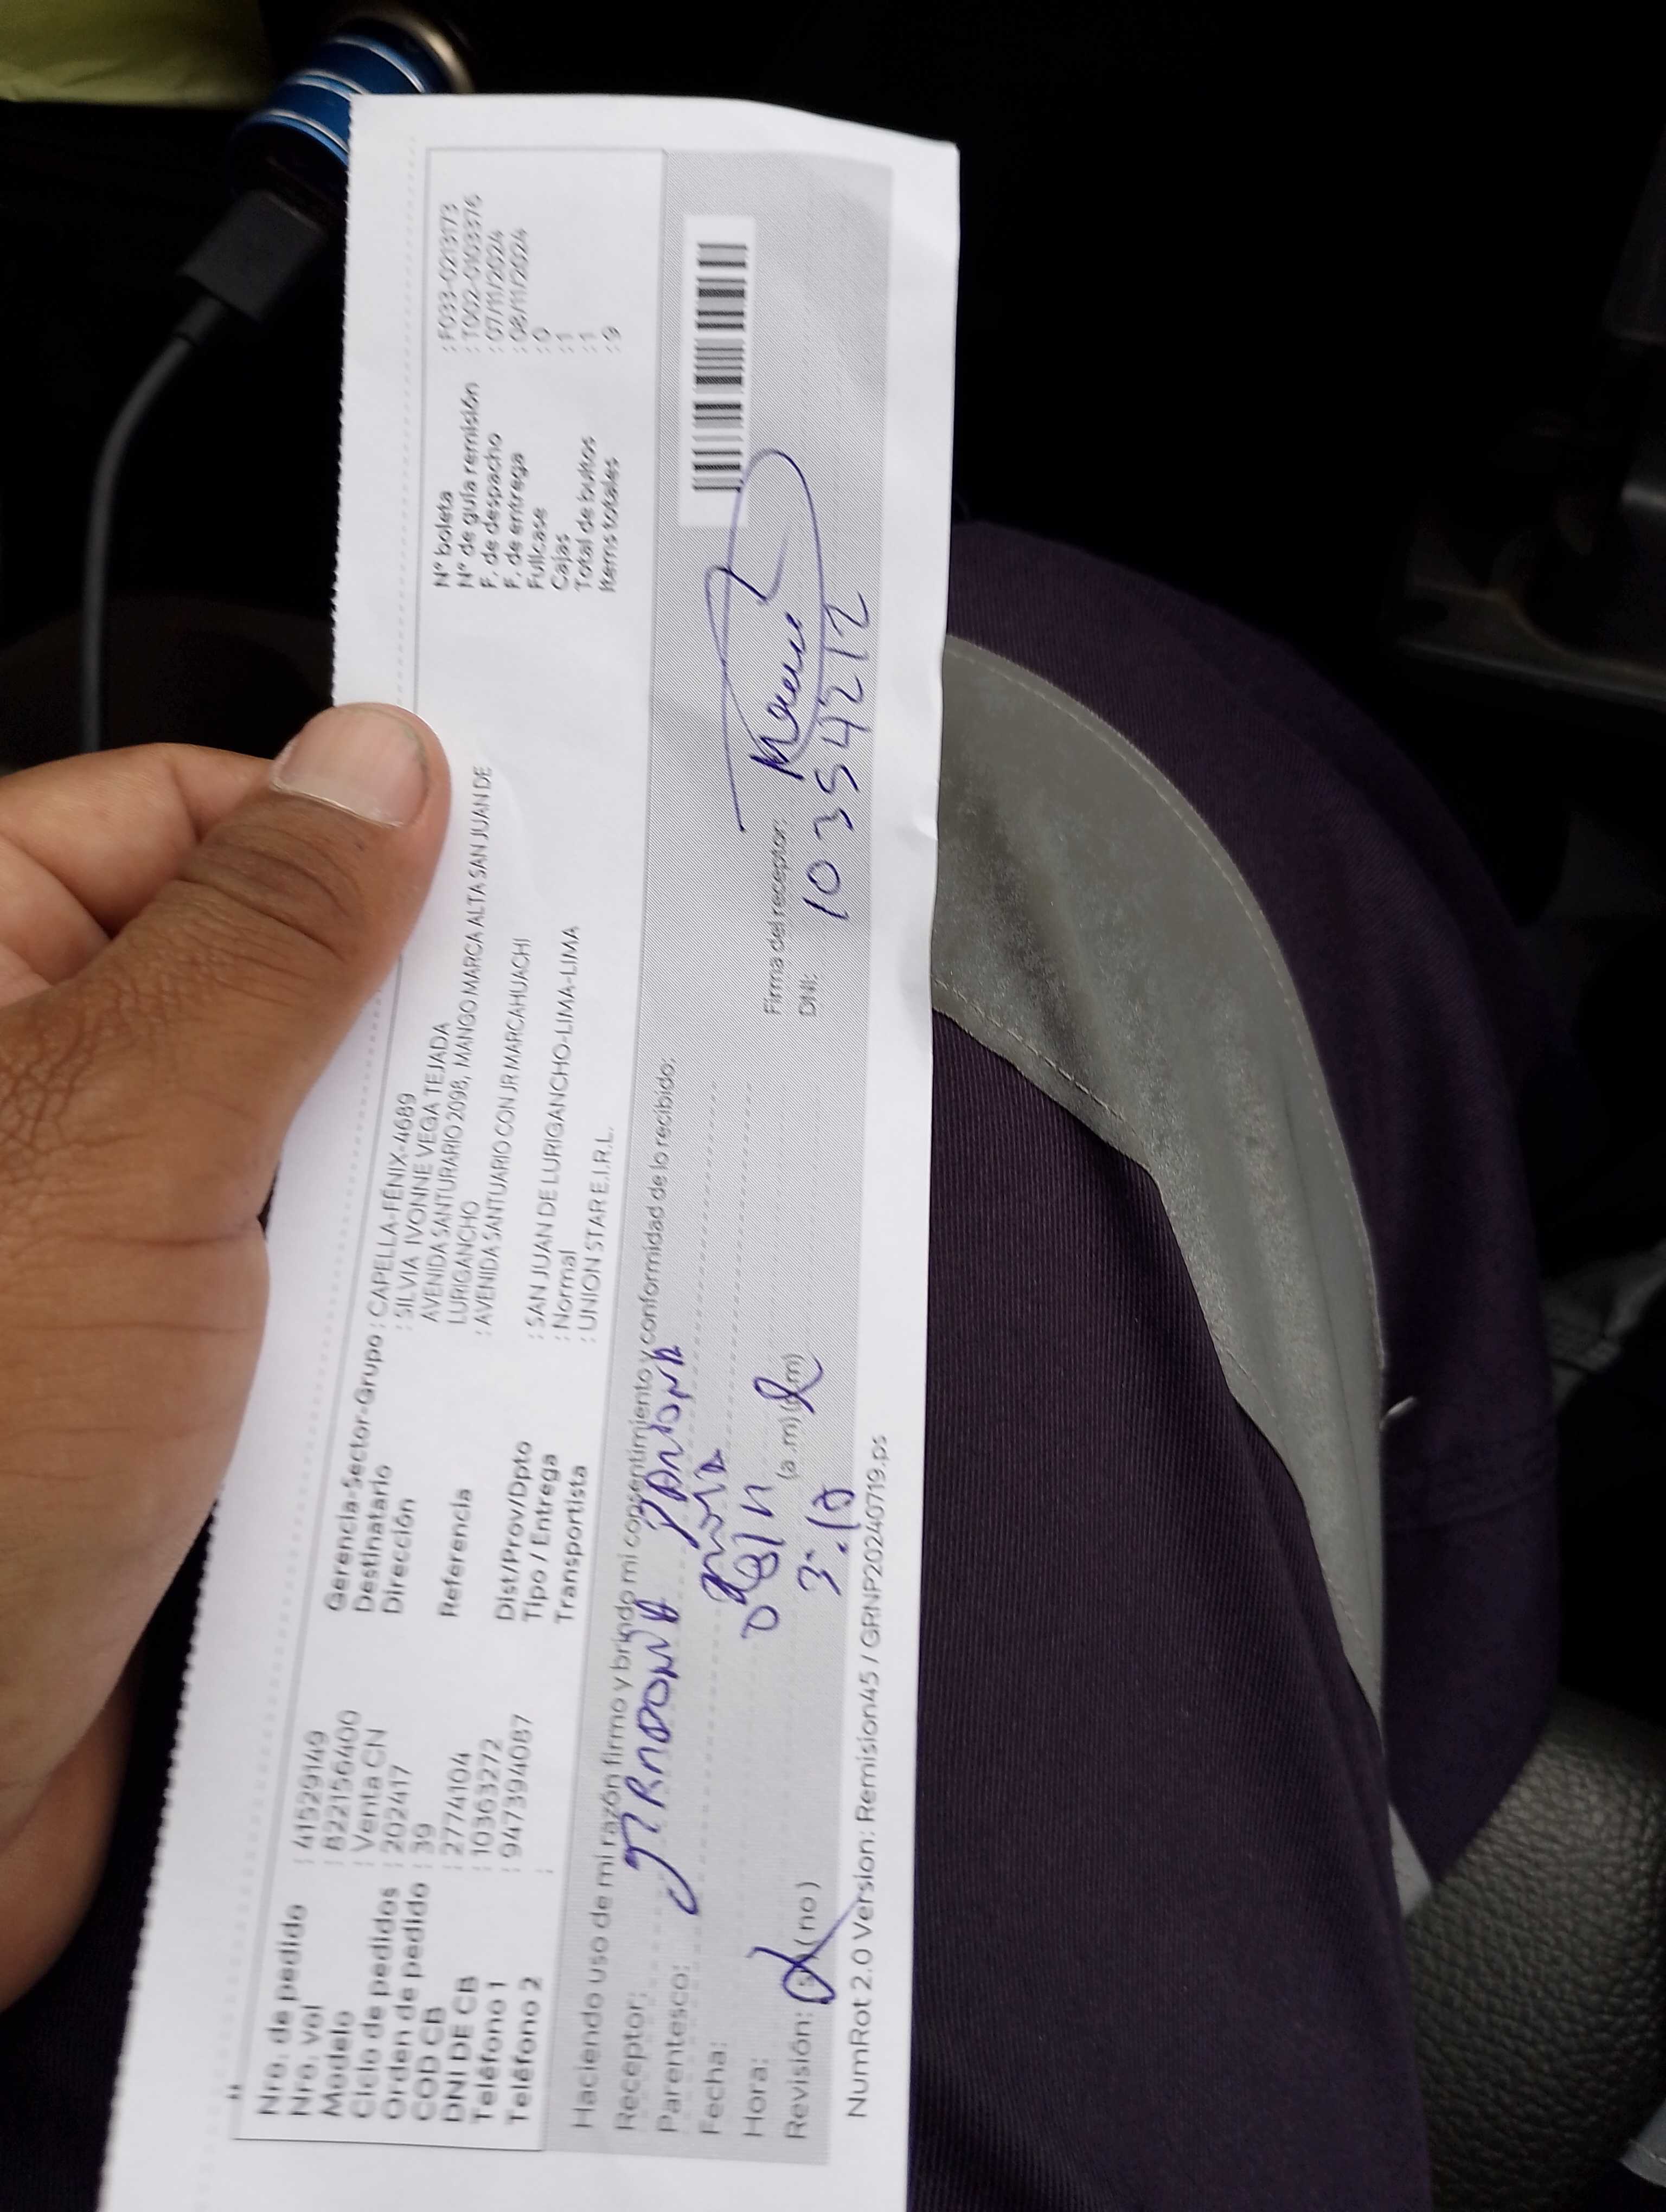 Nro. de pedido : 41529149
Nro. vol : 822156400
Modelo : Venta CN
Ciclo de pedidos : 202417
Orden de pedido : 39
COD CB : 2774104
DNI DE CB : 10363272
Teléfono 1 : 947394087
Teléfono 2 :
Gerencia-Sector-Grupo : CAPELLA-FÉNIX-4689
Destinatario : SILVIA IVONNE VEGA TEJADA
Dirección AVENIDA SANTURARIO 2098, MANGO MARCA ALTA SAN JUAN DE
LURIGANCHO
Referencia : AVENIDA SANTUARIO CON JR MARCAHUACHI
Dist/Prov/Dpto : SAN JUAN DE LURIGANCHO-LIMA-LIMA
Tipo / Entrega : Normal
Transportista : UNION STAR E.I.R.L.
N° boleta : F033-0213173
N° de guía remisión : T002-0103376
F. de despacho : 07/11/2024
F. de entrega : 08/11/2024
Fullcase : 0
Cajas : 1
Total de bultos : 1
Items totales : 9
Haciendo uso de mi razón firmo y brindo mi consentimiento y conformidad de lo recibido:
Receptor:
Parentesco:
Fecha: 08/11
Hora: 3:10 (a.m)
Revisión: (no)
Firma del receptor:
DNI: 10354212
NumRot 2.0 Version: Remision45 / GRNP20240719.ps